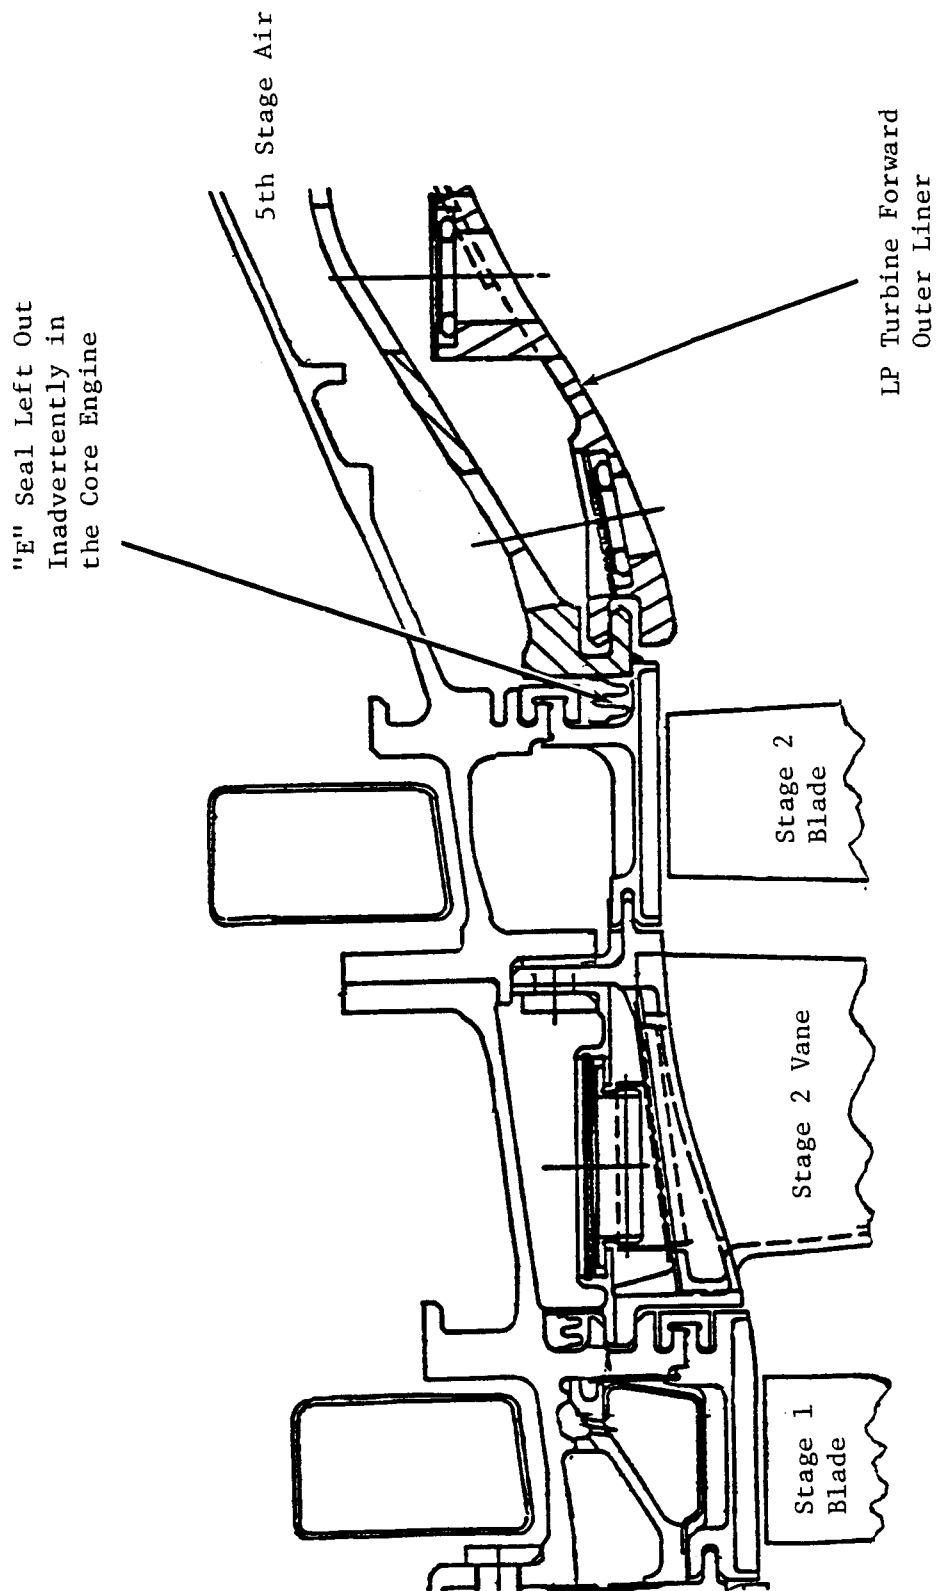 "E" Seal Left Out
Inadvertently in
the Core Engine
5th Stage Air
LP Turbine Forward
Outer Liner
Stage 1
Blade
Stage 2 Vane
Stage 2
Blade